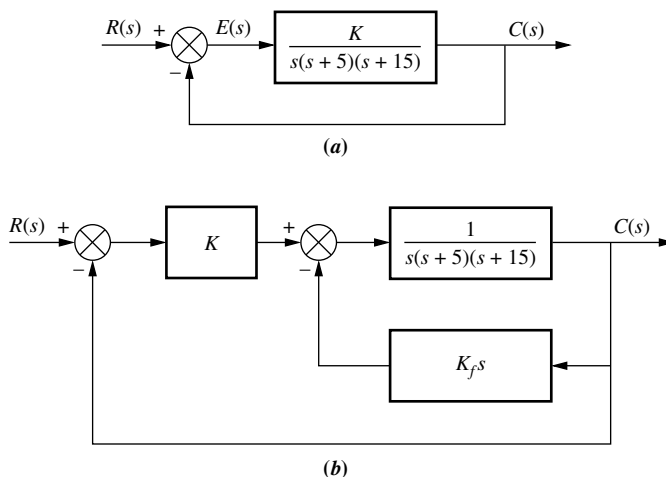 R(s) + E(s) K C(s)
s(s + 5)(s + 15)
−
(a)
R(s) + K + 1 C(s)
s(s + 5)(s + 15)
− −
K_f s
(b)